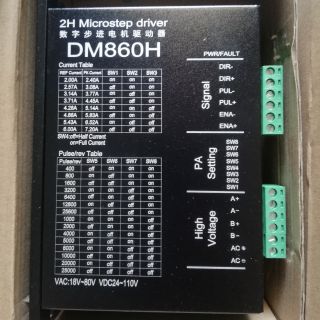 2H Microstep driver
数字步进电机驱动器
DM860H
Current Table
REF Current PK Current SW1 SW2 SW3
2.00A 2.40A on on on
2.57A 3.08A off on on
3.14A 3.77A on off on
3.71A 4.45A off off on
4.28A 5.14A on on off
4.86A 5.83A off on off
5.43A 6.52A on off off
6.00A 7.20A off off off
SW4:off=Half Current
on=Full Current
Pulse/rev Table
Pulse/rev SW5 SW6 SW7 SW8
400
800
1600
3200
6400
12800
25600
1000
2000
4000
5000
8000
10000
20000
25000
VAC:18V~80V VDC24~110V
PWR/FAULT
DIR-
DIR+
PUL-
PUL+
ENA-
ENA+
Signal
SW8
SW7
SW6
SW5
SW4
SW3
SW2
SW1
PA
Setting
A+
A-
B+
B-
AC
AC
High
Voltage